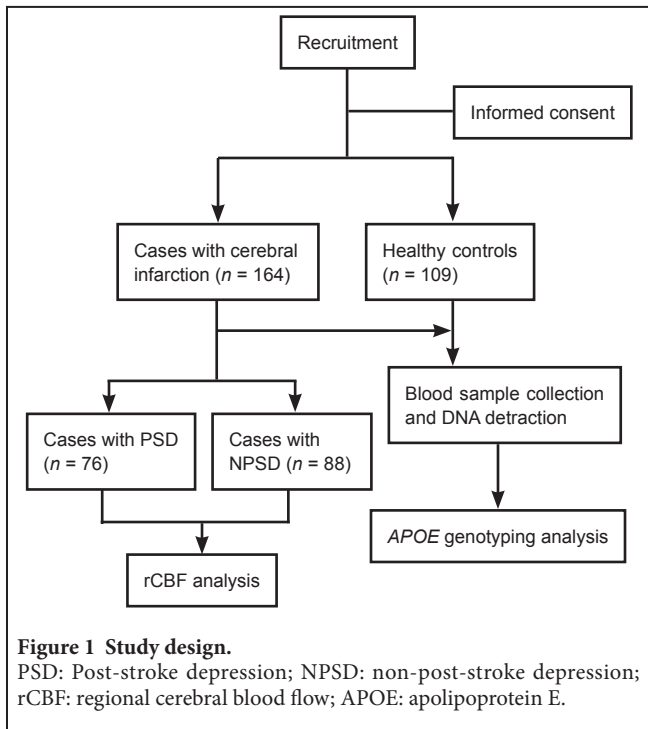 Recruitment
Informed consent
Cases with cerebral
infarction (n = 164)
Healthy controls
(n = 109)
Blood sample collection
and DNA detraction
Cases with PSD
(n = 76)
Cases with
NPSD (n = 88)
APOE genotyping analysis
rCBF analysis
Figure 1 Study design.
PSD: Post-stroke depression; NPSD: non-post-stroke depression;
rCBF: regional cerebral blood flow; APOE: apolipoprotein E.